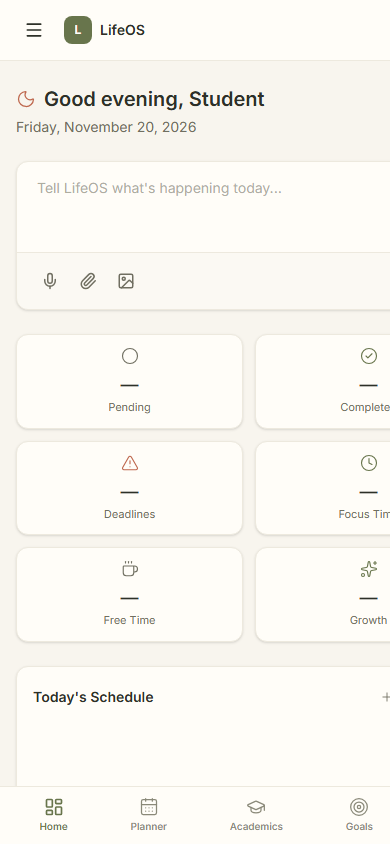 L LifeOS
Good evening, Student
Friday, November 20, 2026
Tell LifeOS what's happening today...
—
Pending
—
Complete
—
Deadlines
—
Focus Tim
—
Free Time
—
Growth
Today's Schedule
Home
Planner
Academics
Goals